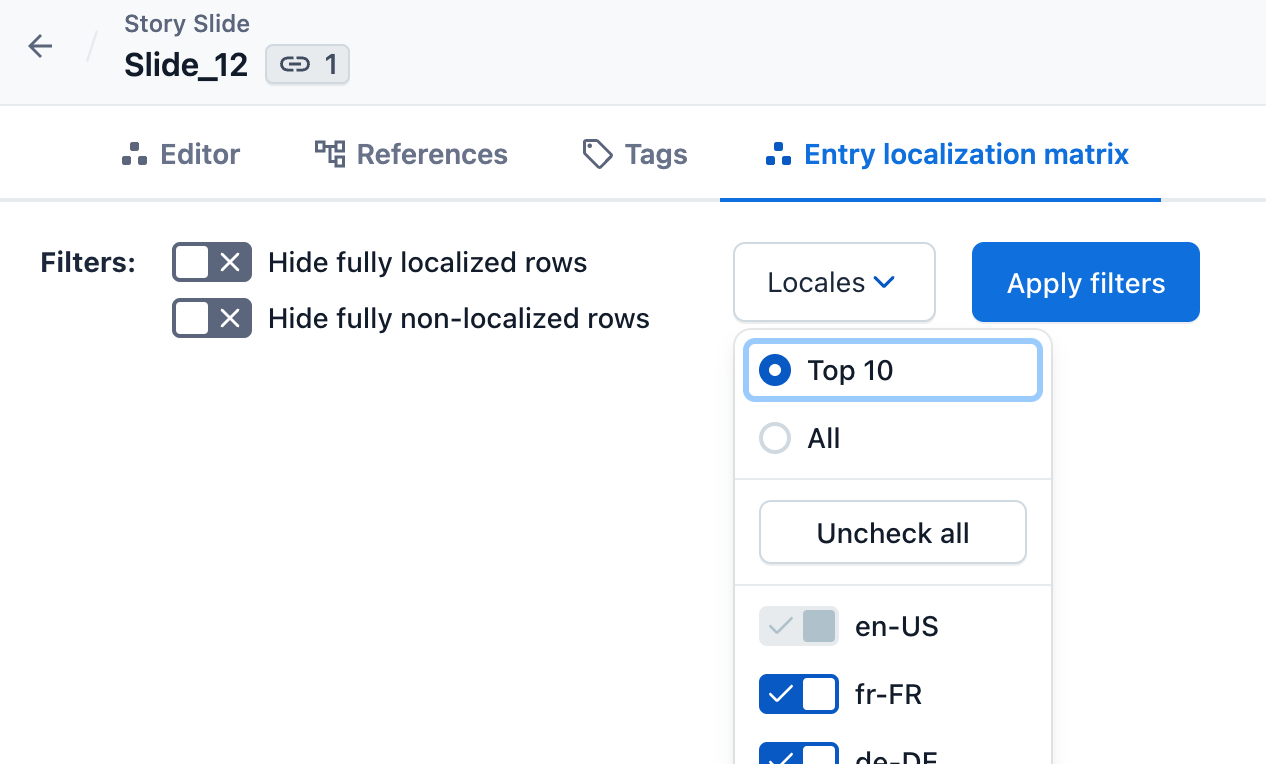 Story Slide
Slide_12 1
Editor References Tags Entry localization matrix
Filters: Hide fully localized rows Locales Apply filters
Hide fully non-localized rows
Top 10
All
Uncheck all
en-US
fr-FR
de-DE